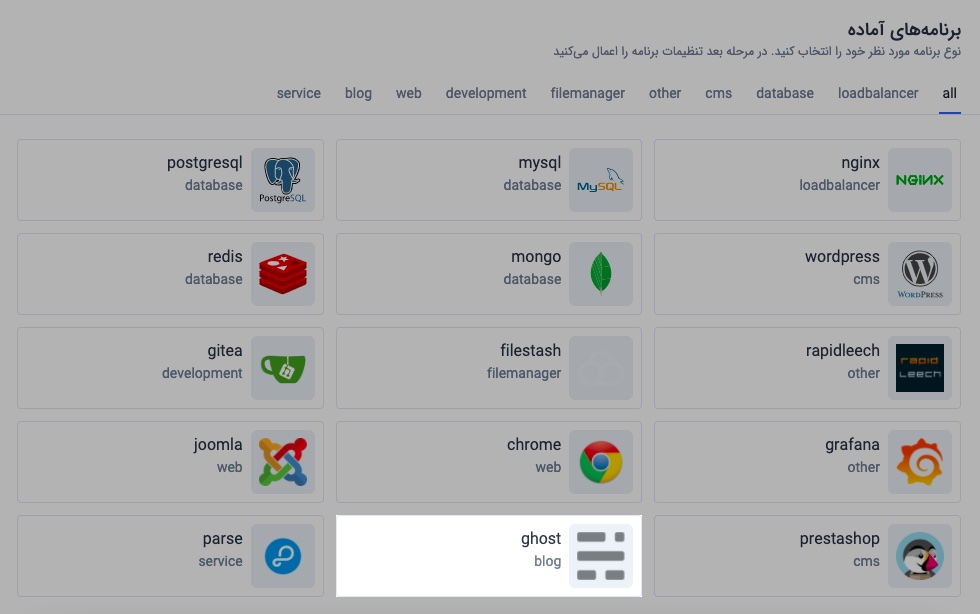 برنامه‌های آماده
نوع برنامه مورد نظر خود را انتخاب کنید. در مرحله بعد تنظیمات برنامه را اعمال می‌کنید
all
loadbalancer
database
cms
other
filemanager
development
web
blog
service
nginx
loadbalancer
NGINX
mysql
database
MySQL
postgresql
database
PostgreSQL
wordpress
cms
WORDPRESS
mongo
database
redis
database
rapidleech
other
rapid
Leech
filestash
filemanager
gitea
development
grafana
other
chrome
web
joomla
web
prestashop
cms
ghost
blog
parse
service